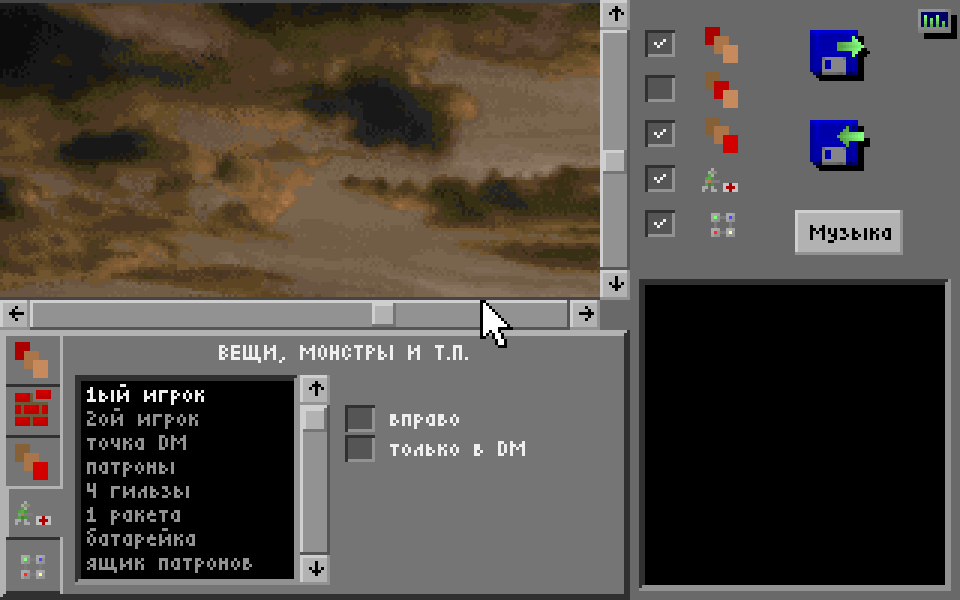 Музыка
ВЕЩИ, МОНСТРЫ И Т.П.
1ый игрок
2ой игрок
точка DM
патроны
4 гильзы
1 ракета
батарейка
ящик патронов
вправо
только в DM